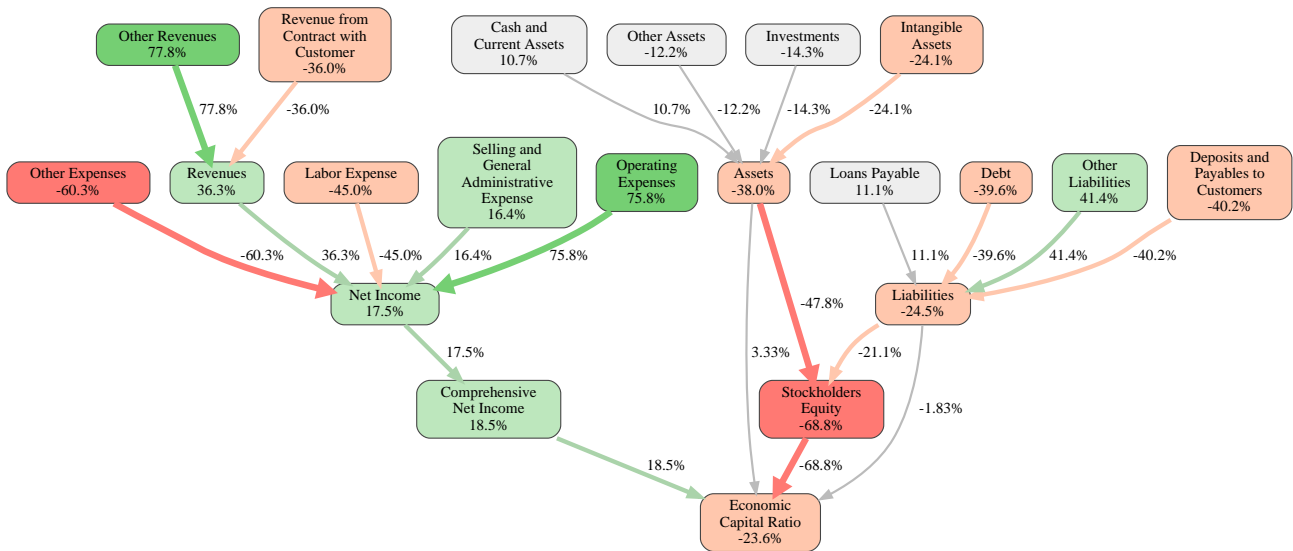 Other Revenues
77.8%
Revenue from
Contract with
Customer
-36.0%
Cash and
Current Assets
10.7%
Other Assets
-12.2%
Investments
-14.3%
Intangible
Assets
-24.1%
77.8%
-36.0%
10.7%
-12.2%
-14.3%
-24.1%
Other Expenses
-60.3%
Revenues
36.3%
Labor Expense
-45.0%
Selling and
General
Administrative
Expense
16.4%
Operating
Expenses
75.8%
Assets
-38.0%
Loans Payable
11.1%
Debt
-39.6%
Other
Liabilities
41.4%
Deposits and
Payables to
Customers
-40.2%
-60.3%
36.3%
-45.0%
16.4%
75.8%
11.1%
-39.6%
41.4%
-40.2%
Net Income
17.5%
-47.8%
Liabilities
-24.5%
17.5%
3.33%
-21.1%
Comprehensive
Net Income
18.5%
Stockholders
Equity
-68.8%
-1.83%
18.5%
-68.8%
Economic
Capital Ratio
-23.6%